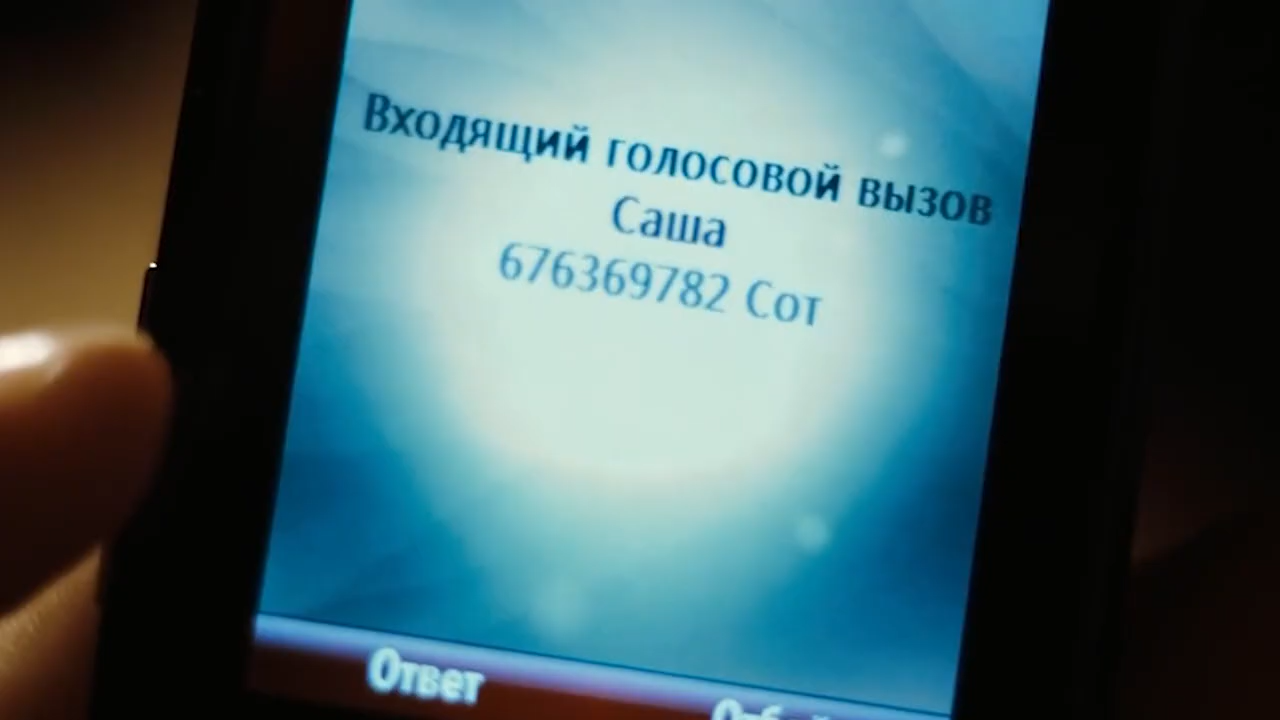 Входящий голосовой вызов
Саша
676369782 Сот
Ответ